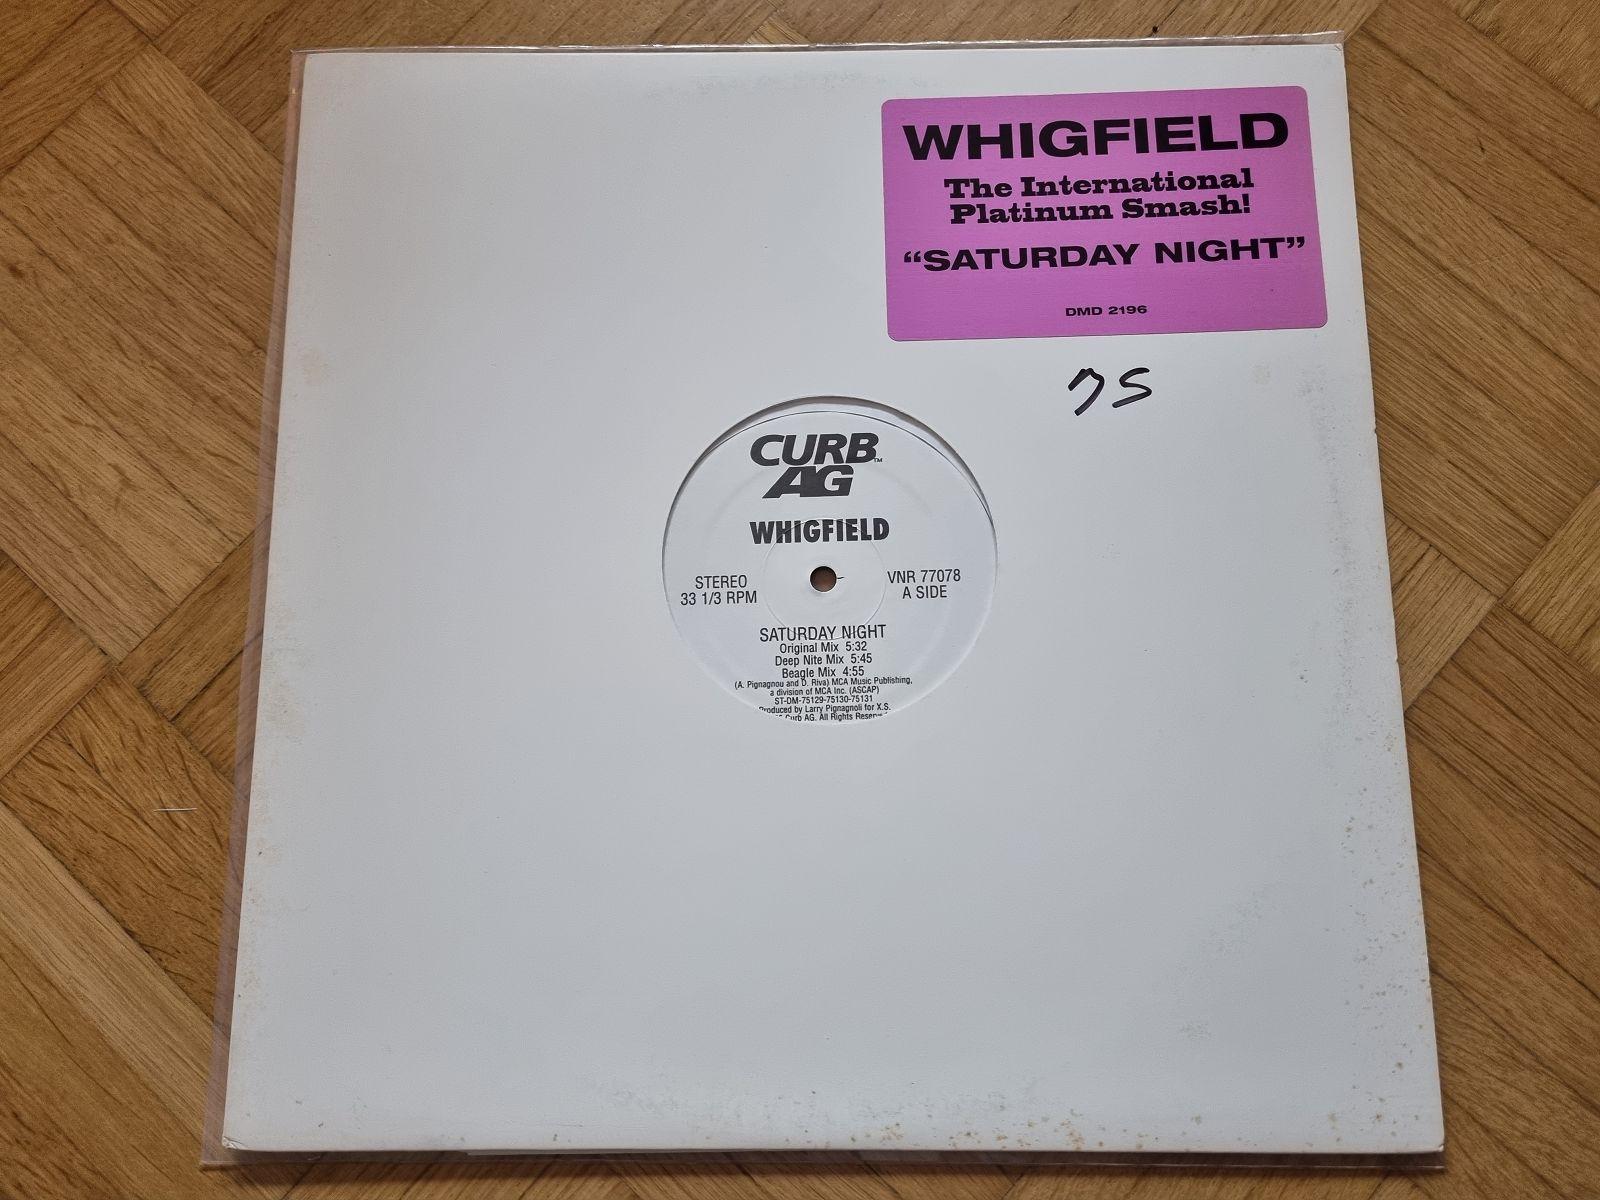 WHIGFIELD
The International
Platinum Smash!
“SATURDAY NIGHT”
DMD 2196
CURB™
AG
WHIGFIELD
STEREO
33 1/3 RPM
VNR 77078
A SIDE
SATURDAY NIGHT
Original Mix 5:32
Deep Nite Mix 5:45
Beagle Mix 4:55
(A. Pignagnou and D. Riva) MCA Music Publishing,
a division of MCA Inc. (ASCAP)
ST-DM-75129-75130-75131
Produced by Larry Pignagnoli for X.S.
Curb AG. All Rights